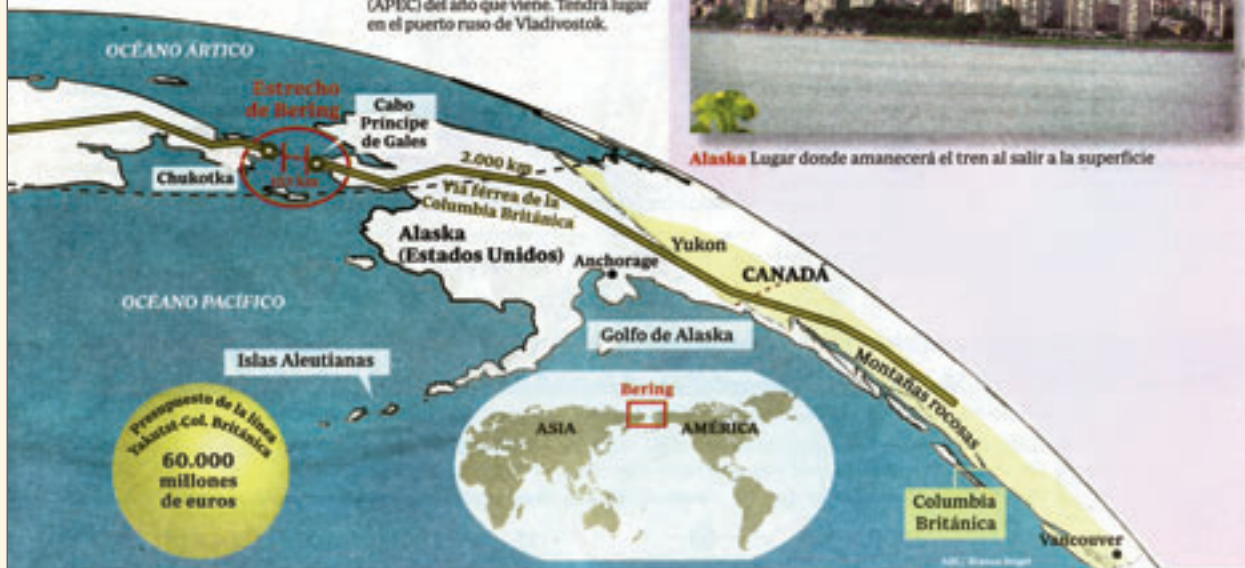 (APEC) del año que viene. Tendrá lugar
en el puerto ruso de Vladivostok.
OCÉANO ÁRTICO
Estrecho
de Bering
Cabo
Príncipe
de Gales
Chukotka
2.000 km
Vía férrea de la
Columbia Británica
Alaska
(Estados Unidos)
Anchorage
Yukon
CANADÁ
Alaska Lugar donde amanecerá el tren al salir a la superficie
OCÉANO PACÍFICO
Golfo de Alaska
Islas Aleutianas
Montañas rocosas
Presupuesto de la línea
Yakutst-Col. Británica
60.000
millones
de euros
Bering
ASIA
AMÉRICA
Columbia
Británica
Vancouver